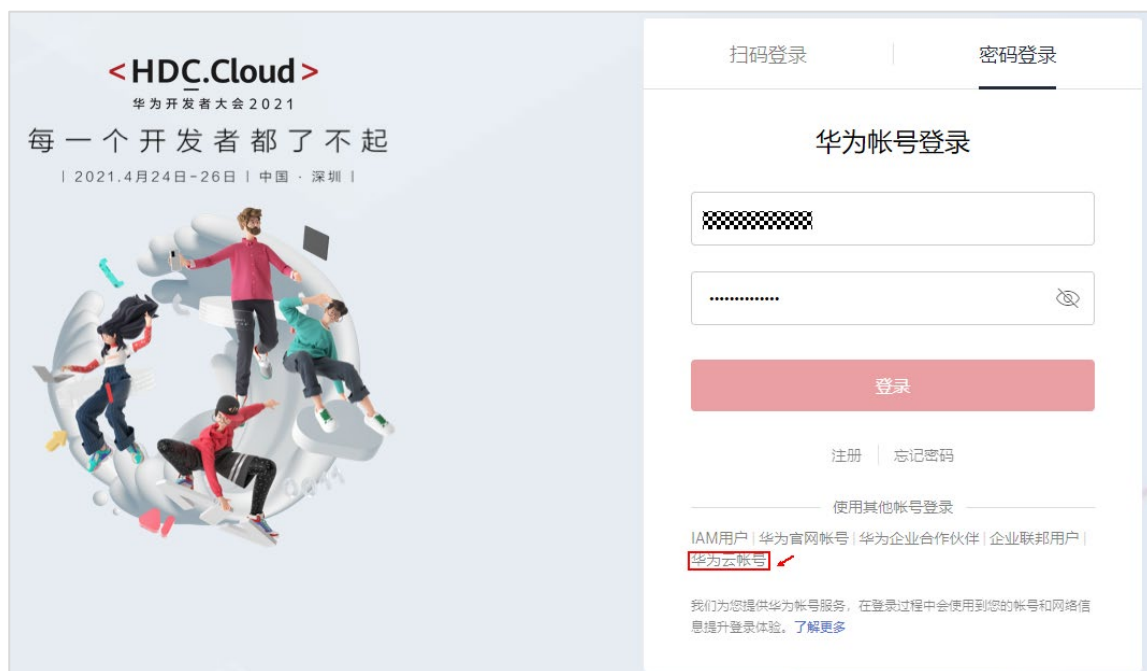 <HDC.Cloud>
华为开发者大会2021
每一个开发者都了不起
| 2021.4月24日-26日 | 中国 · 深圳 |
扫码登录 | 密码登录
华为帐号登录
••••••••••••••
登录
注册 | 忘记密码
使用其他帐号登录
IAM用户 | 华为官网帐号 | 华为企业合作伙伴 | 企业联邦用户 |
华为云帐号
我们为您提供华为帐号服务，在登录过程中会使用到您的帐号和网络信
息提升登录体验。了解更多